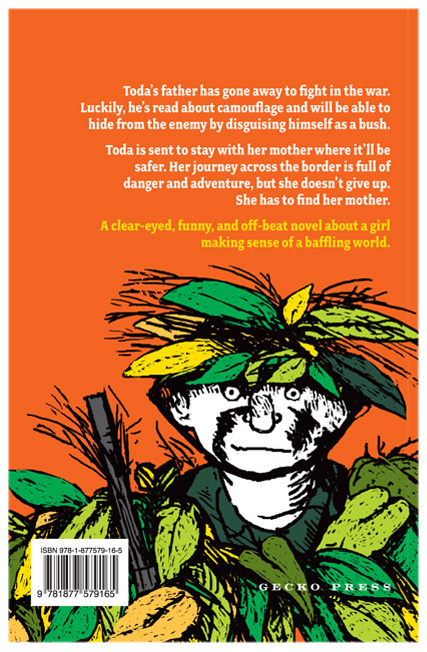 Toda's father has gone away to fight in the war.
Luckily, he's read about camouflage and will be able to
hide from the enemy by disguising himself as a bush.
Toda is sent to stay with her mother where it'll be
safer. Her journey across the border is full of
danger and adventure, but she doesn't give up.
She has to find her mother.
A clear-eyed, funny, and off-beat novel about a girl
making sense of a baffling world.
ISBN 978-1-877579-16-5
9 781877 579165
GECKO PRESS